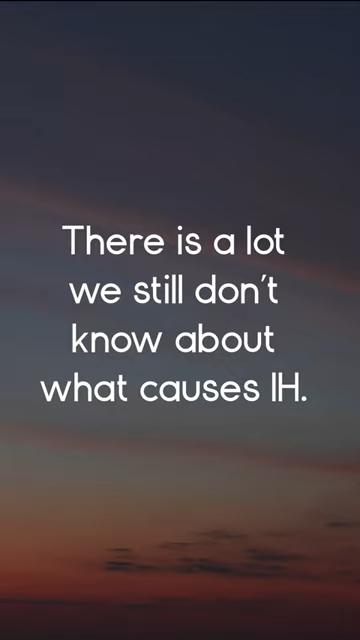 There is a lot
we still don't
know about
what causes IH.